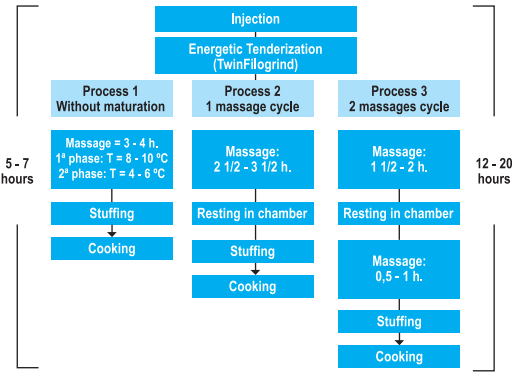 Injection
Energetic Tenderization
(TwinFilogrind)
Process 1
Without maturation
Process 2
1 massage cycle
Process 3
2 massages cycle
5 - 7
hours
12 - 20
hours
Massage = 3 - 4 h.
1ª phase: T = 8 - 10 ºC
2ª phase: T = 4 - 6 ºC
Massage:
2 1/2 - 3 1/2 h.
Massage:
1 1/2 - 2 h.
Stuffing
Resting in chamber
Resting in chamber
Cooking
Stuffing
Massage:
0,5 - 1 h.
Cooking
Stuffing
Cooking